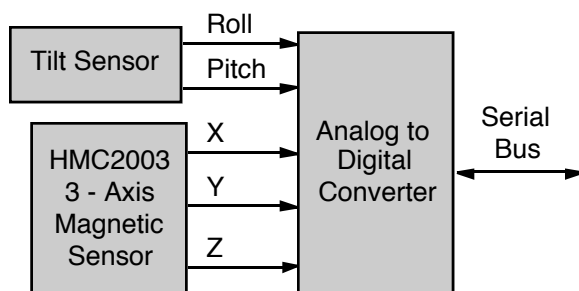 Roll
Tilt Sensor
Pitch
X
HMC2003
3 - Axis
Magnetic
Sensor
Y
Z
Analog to
Digital
Converter
Serial
Bus